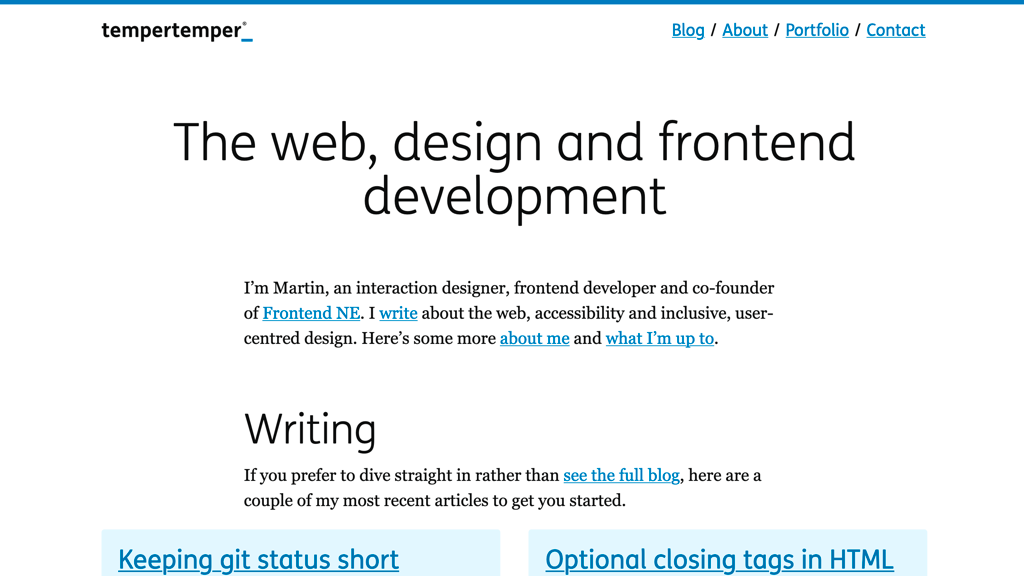 tempertemper®_
Blog / About / Portfolio / Contact
The web, design and frontend
development
I’m Martin, an interaction designer, frontend developer and co-founder
of Frontend NE. I write about the web, accessibility and inclusive, user-
centred design. Here’s some more about me and what I’m up to.
Writing
If you prefer to dive straight in rather than see the full blog, here are a
couple of my most recent articles to get you started.
Keeping git status short
Optional closing tags in HTML